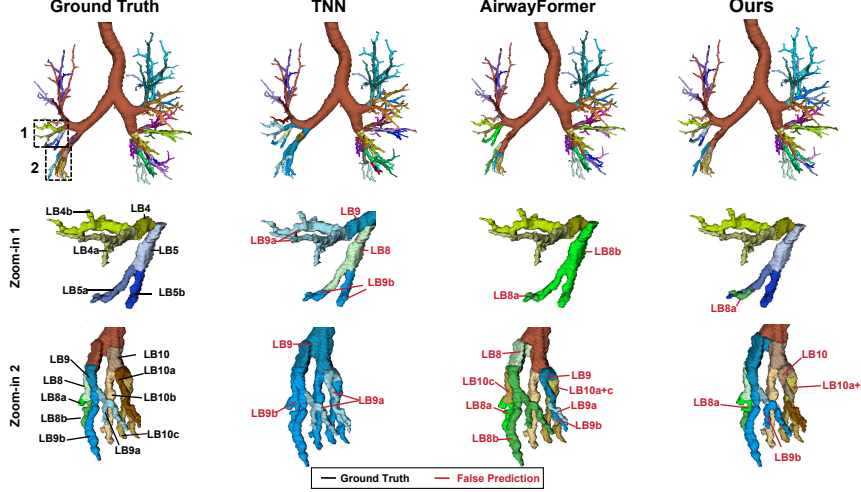 Ground Truth
TNN
AirwayFormer
Ours
1
2
Zoom-in 1
LB4b
LB4
LB4a
LB5
LB5a
LB5b
LB9
LB9a
LB8
LB9b
LB8b
LB8a
LB8a
Zoom-in 2
LB9
LB10
LB8
LB10a
LB8a
LB10b
LB8b
LB9b
LB10c
LB9a
LB9
LB9a
LB9b
LB8
LB9
LB10c
LB10a+c
LB8a
LB9a
LB9b
LB8b
LB10
LB10a+
LB8a
LB9b
Ground Truth
False Prediction